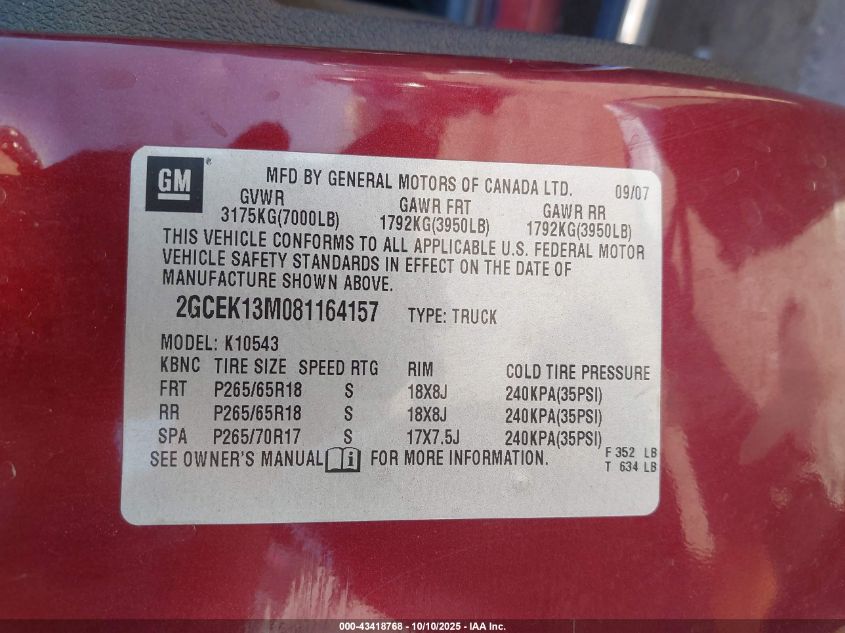 GM
MFD BY GENERAL MOTORS OF CANADA LTD. 09/07
GVWR GAWR FRT GAWR RR
3175KG(7000LB) 1792KG(3950LB) 1792KG(3950LB)
THIS VEHICLE CONFORMS TO ALL APPLICABLE U.S. FEDERAL MOTOR
VEHICLE SAFETY STANDARDS IN EFFECT ON THE DATE OF
MANUFACTURE SHOWN ABOVE.
2GCEK13M081164157 TYPE: TRUCK
MODEL: K10543
KBNC TIRE SIZE SPEED RTG RIM COLD TIRE PRESSURE
FRT P265/65R18 S 18X8J 240KPA(35PSI)
RR P265/65R18 S 18X8J 240KPA(35PSI)
SPA P265/70R17 S 17X7.5J 240KPA(35PSI)
SEE OWNER'S MANUAL FOR MORE INFORMATION.
F 352 LB
T 634 LB
000-43418768 - 10/10/2025 - IAA Inc.